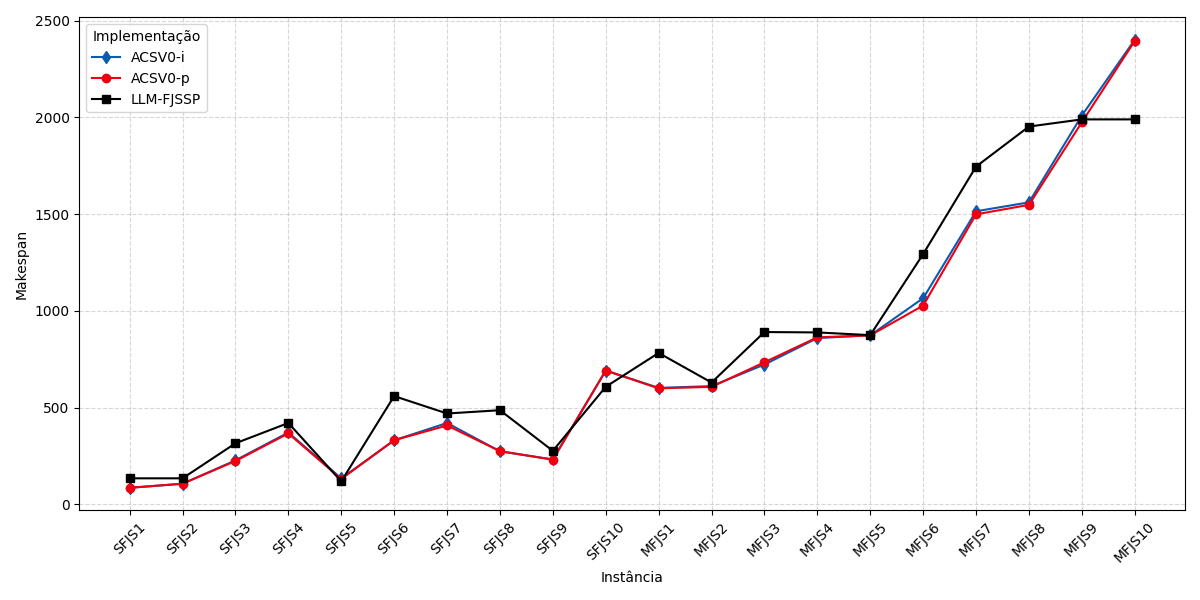 Implementação
ACSV0-i
ACSV0-p
LLM-FJSSP
2500
2000
1500
1000
500
0
Makespan
SFJS1
SFJS2
SFJS3
SFJS4
SFJS5
SFJS6
SFJS7
SFJS8
SFJS9
SFJS10
MFJS1
MFJS2
MFJS3
MFJS4
MFJS5
MFJS6
MFJS7
MFJS8
MFJS9
MFJS10
Instância